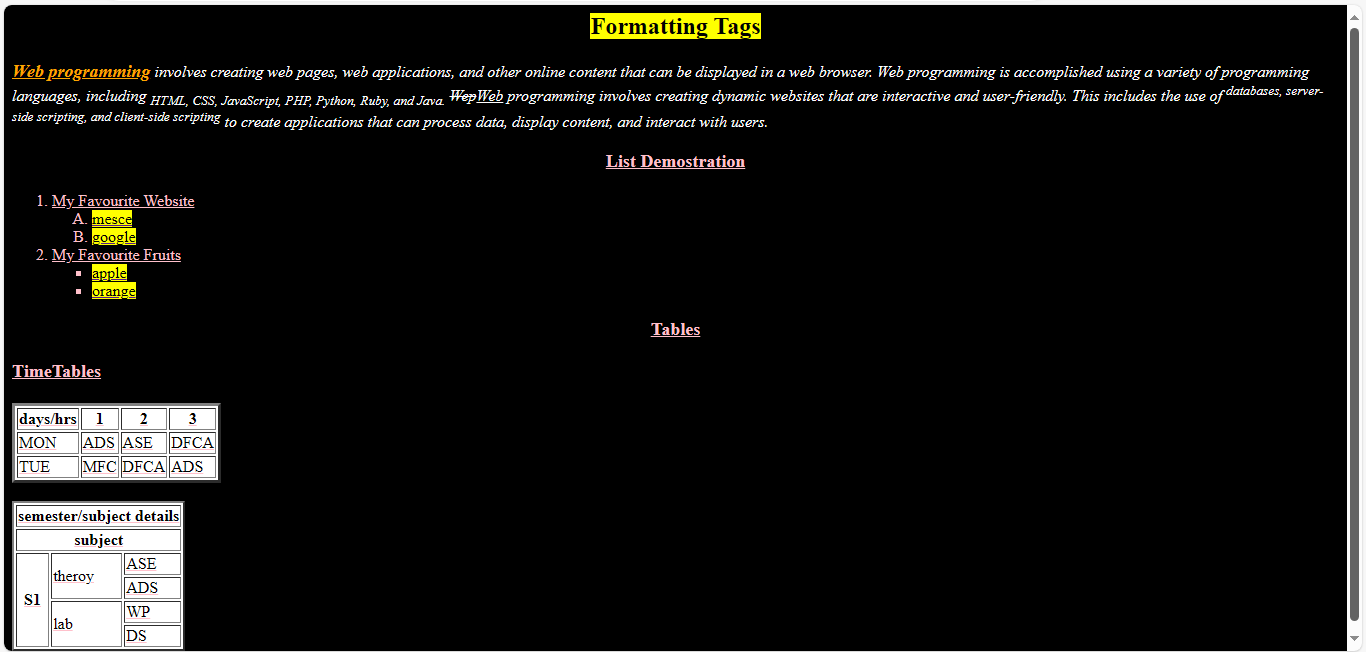 Formatting Tags
Web programming involves creating web pages, web applications, and other online content that can be displayed in a web browser. Web programming is accomplished using a variety of programming
languages, including HTML, CSS, JavaScript, PHP, Python, Ruby, and Java. WepWeb programming involves creating dynamic websites that are interactive and user-friendly. This includes the use of databases, server-
side scripting, and client-side scripting to create applications that can process data, display content, and interact with users.
List Demostration
1. My Favourite Website
A. mesce
B. google
2. My Favourite Fruits
▪ apple
▪ orange
Tables
TimeTables
days/hrs 1 2 3
MON ADS ASE DFCA
TUE MFC DFCA ADS
semester/subject details
subject
S1 theroy ASE
ADS
lab WP
DS